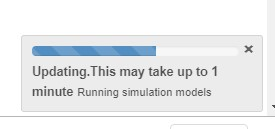 Updating.This may take up to 1
minute Running simulation models